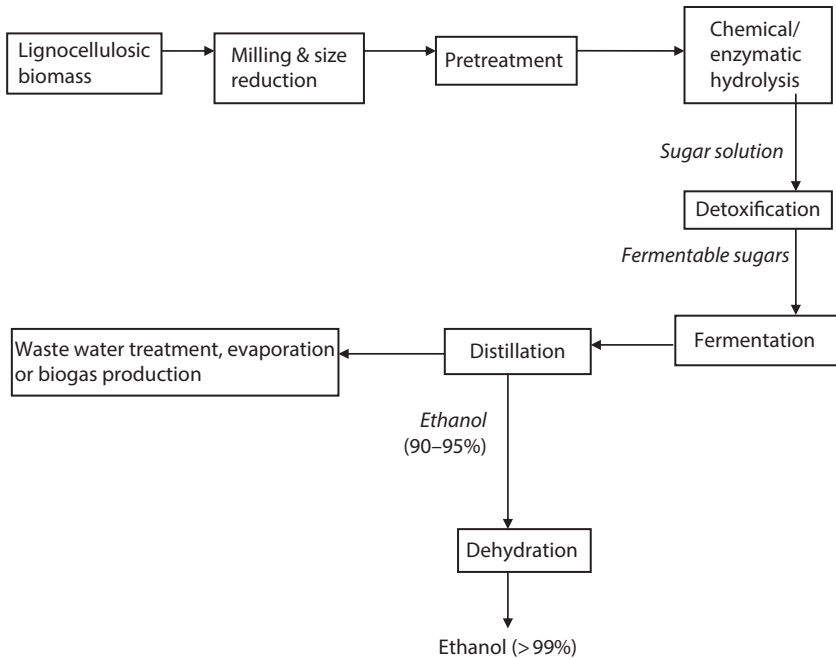 Lignocellulosic
biomass
Milling & size
reduction
Pretreatment
Chemical/
enzymatic
hydrolysis
Sugar solution
Detoxification
Fermentable sugars
Fermentation
Distillation
Waste water treatment, evaporation
or biogas production
Ethanol
(90–95%)
Dehydration
Ethanol (>99%)